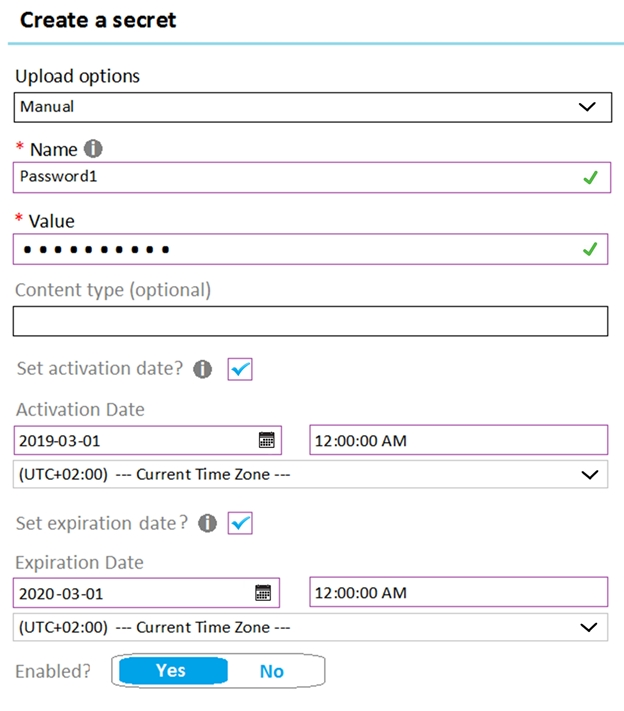 Create a secret
Upload options
Manual
* Name
Password1
* Value
••••••••••
Content type (optional)
Set activation date?
Activation Date
2019-03-01 12:00:00 AM
(UTC+02:00) --- Current Time Zone ---
Set expiration date?
Expiration Date
2020-03-01 12:00:00 AM
(UTC+02:00) --- Current Time Zone ---
Enabled? Yes No